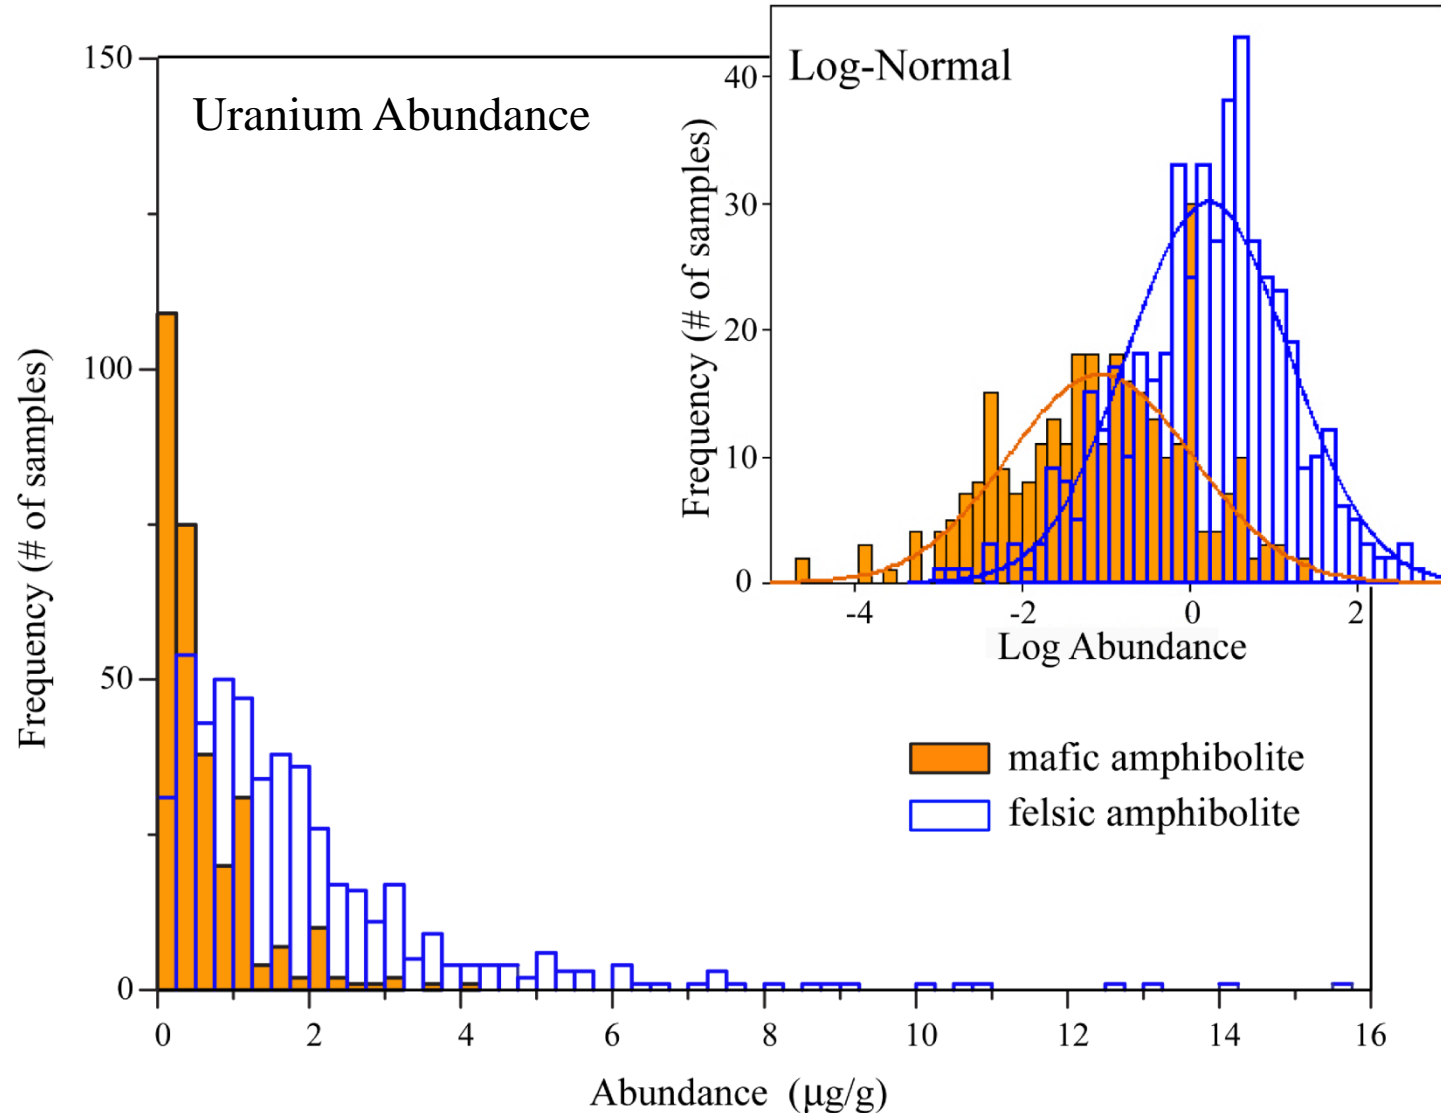 Uranium Abundance
150
100
50
0
Frequency (# of samples)
0 2 4 6 8 10 12 14 16
Abundance (μg/g)
Log-Normal
40
30
20
10
0
Frequency (# of samples)
-4 -2 0 2
Log Abundance
mafic amphibolite
felsic amphibolite